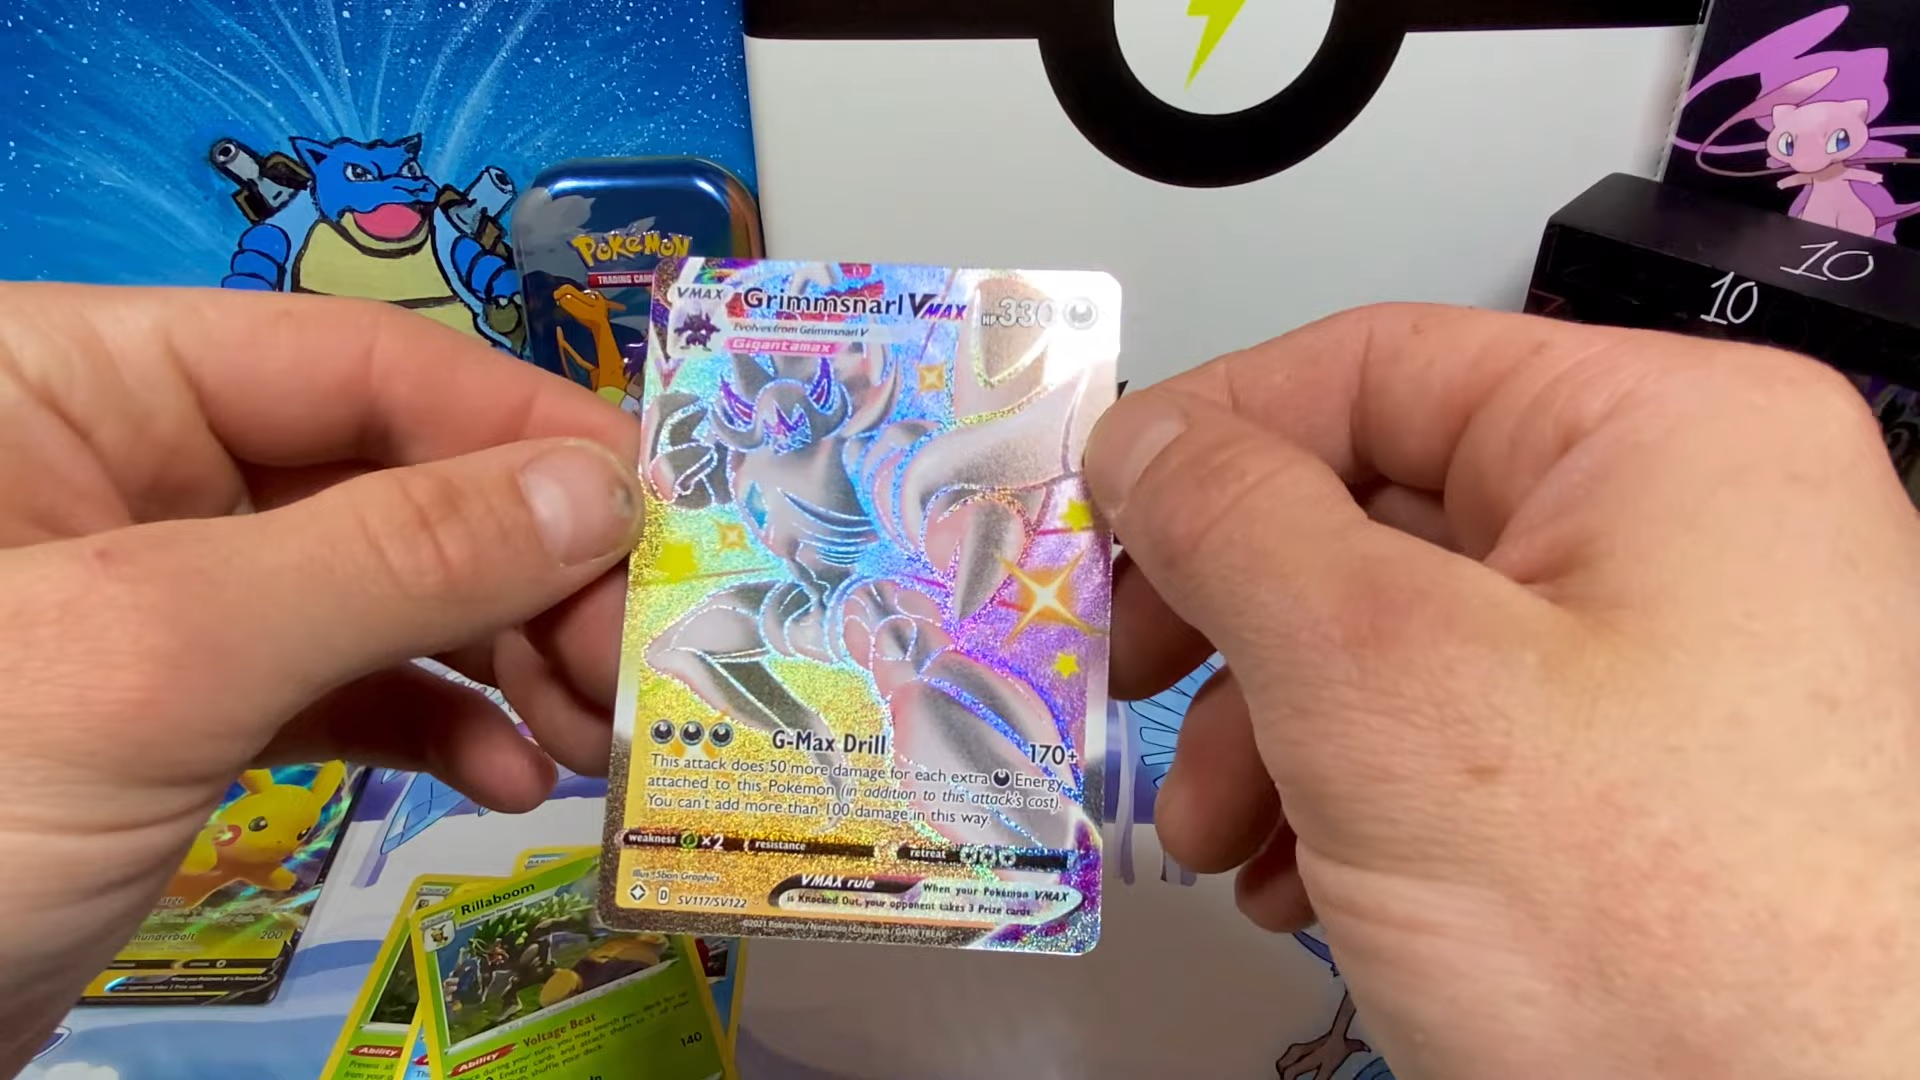 POKéMON
TRADING CAR
10
10
VMAX
Grimmsnarl VMAX
HP 330
Evolves from Grimmsnarl V
Gigantamax
G-Max Drill 170+
This attack does 50 more damage for each extra Energy
attached to this Pokémon (in addition to this attack's cost).
You can't add more than 100 damage in this way.
weakness ×2 resistance retreat
Illus. 5ban Graphics
D SV117/SV122
VMAX rule
When your Pokémon VMAX
is Knocked Out, your opponent takes 3 Prize cards.
©2021 Pokémon / Nintendo / Creatures / GAME FREAK
200
Rillaboom
Voltage Beat
Ability
Ability
140